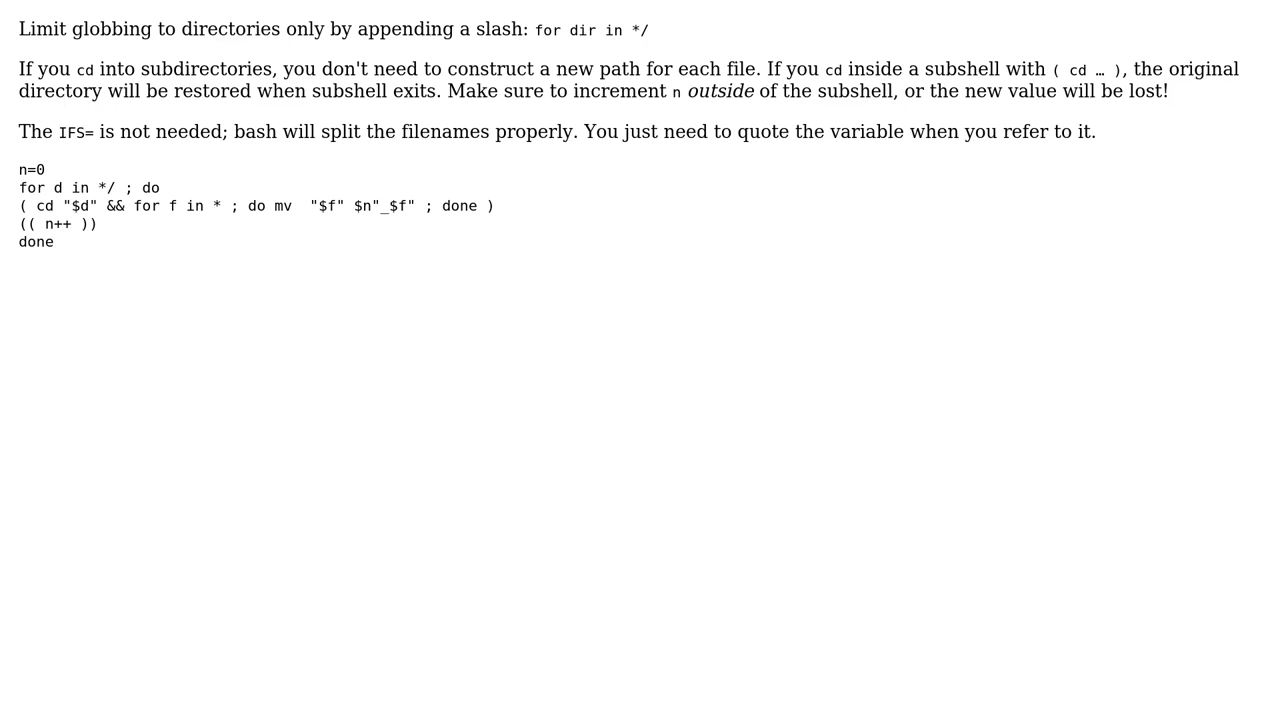 Limit globbing to directories only by appending a slash: for dir in */
If you cd into subdirectories, you don't need to construct a new path for each file. If you cd inside a subshell with ( cd … ), the original
directory will be restored when subshell exits. Make sure to increment n outside of the subshell, or the new value will be lost!
The IFS= is not needed; bash will split the filenames properly. You just need to quote the variable when you refer to it.
n=0
for d in */ ; do
( cd "$d" && for f in * ; do mv  "$f" $n"_$f" ; done )
(( n++ ))
done